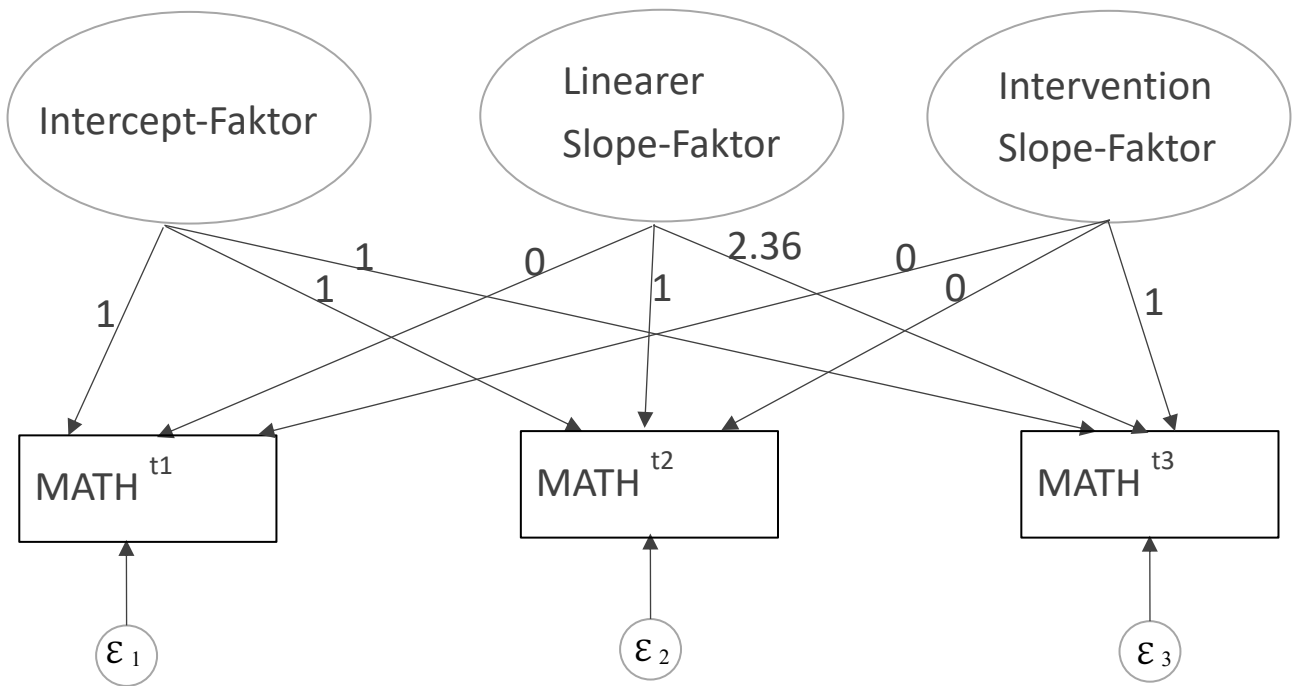 Intercept-Faktor
Linearer
Slope-Faktor
Intervention
Slope-Faktor
1
1
1
0
1
2.36
0
0
1
MATH t1
MATH t2
MATH t3
ε 1
ε 2
ε 3